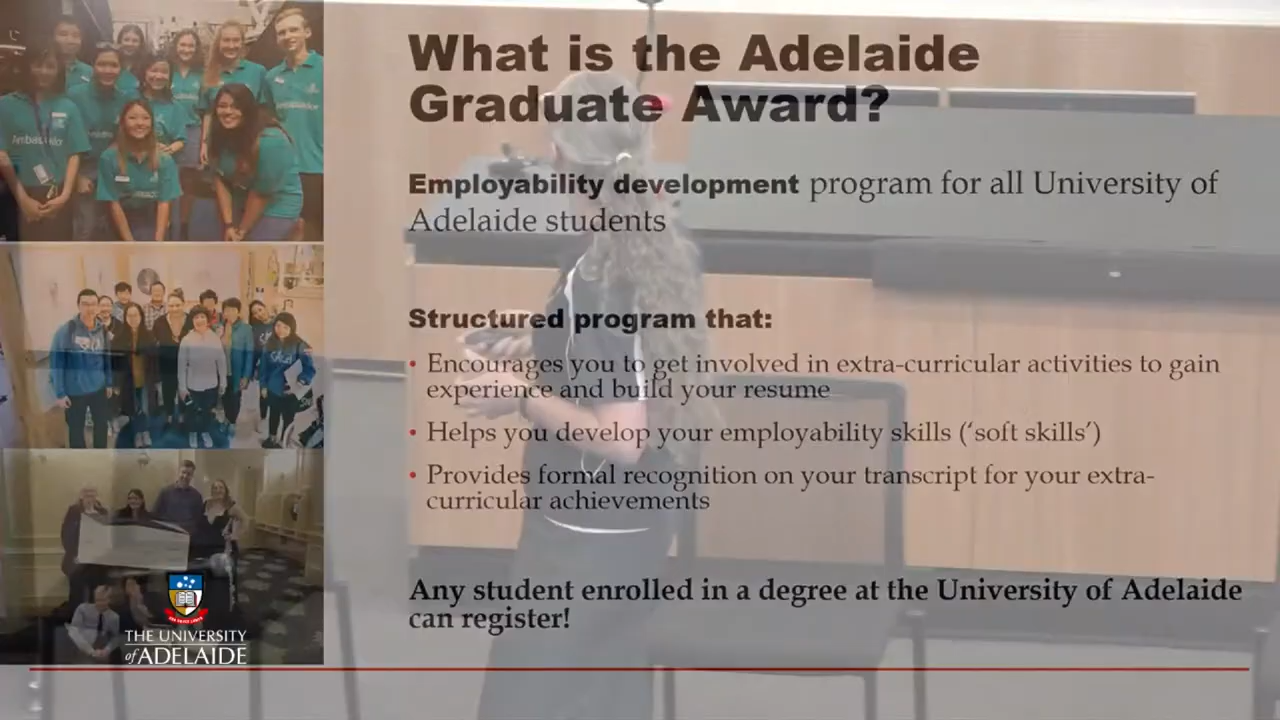 What is the Adelaide
Graduate Award?
Employability development program for all University of
Adelaide students
Structured program that:
• Encourages you to get involved in extra-curricular activities to gain
experience and build your resume
• Helps you develop your employability skills (‘soft skills’)
• Provides formal recognition on your transcript for your extra-
curricular achievements
Any student enrolled in a degree at the University of Adelaide
can register!
Ambassador
THE UNIVERSITY
of ADELAIDE